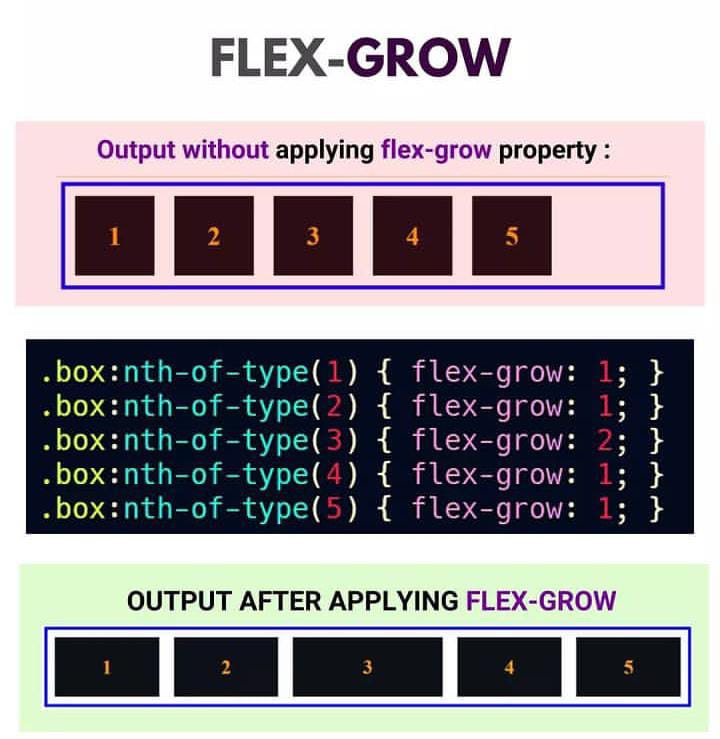 FLEX-GROW
Output without applying flex-grow property :
1 2 3 4 5
.box:nth-of-type(1) { flex-grow: 1; }
.box:nth-of-type(2) { flex-grow: 1; }
.box:nth-of-type(3) { flex-grow: 2; }
.box:nth-of-type(4) { flex-grow: 1; }
.box:nth-of-type(5) { flex-grow: 1; }
OUTPUT AFTER APPLYING FLEX-GROW
1 2 3 4 5